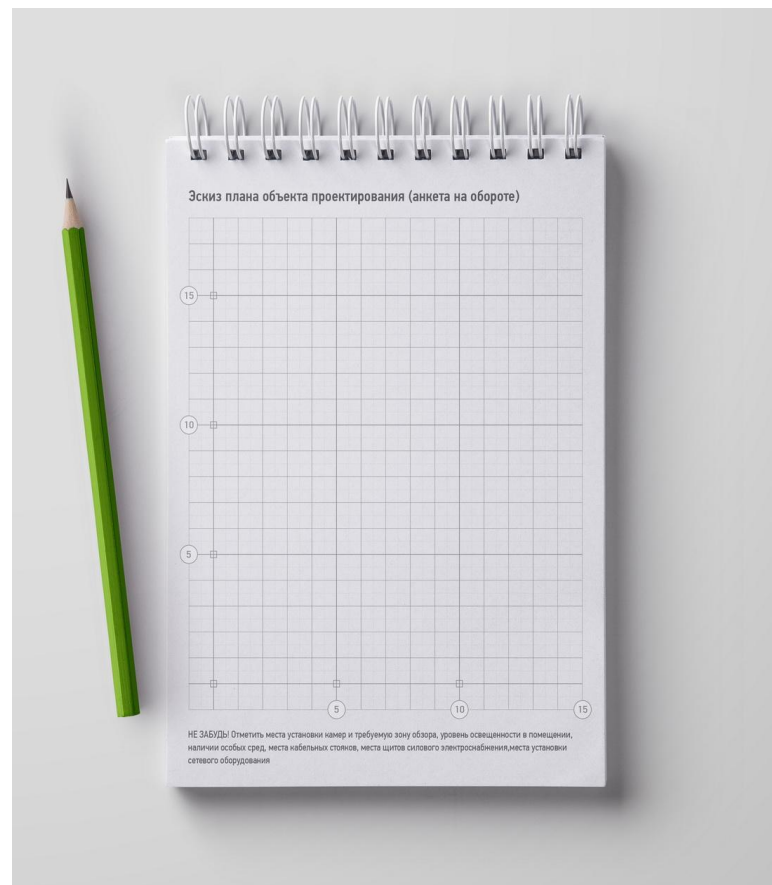 Эскиз плана объекта проектирования (анкета на обороте)
15
10
5
5
10
15
НЕ ЗАБУДЬ! Отметить места установки камер и требуемую зону обзора, уровень освещенности в помещении,
наличии особых сред, места кабельных стояков, места щитов силового электроснабжения,места установки
сетевого оборудования